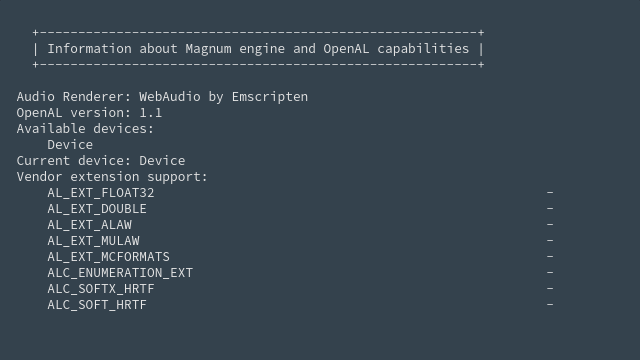 +---------------------------------------------------------+
| Information about Magnum engine and OpenAL capabilities |
+---------------------------------------------------------+
Audio Renderer: WebAudio by Emscripten
OpenAL version: 1.1
Available devices:
Device
Current device: Device
Vendor extension support:
AL_EXT_FLOAT32 -
AL_EXT_DOUBLE -
AL_EXT_ALAW -
AL_EXT_MULAW -
AL_EXT_MCFORMATS -
ALC_ENUMERATION_EXT -
ALC_SOFTX_HRTF -
ALC_SOFT_HRTF -